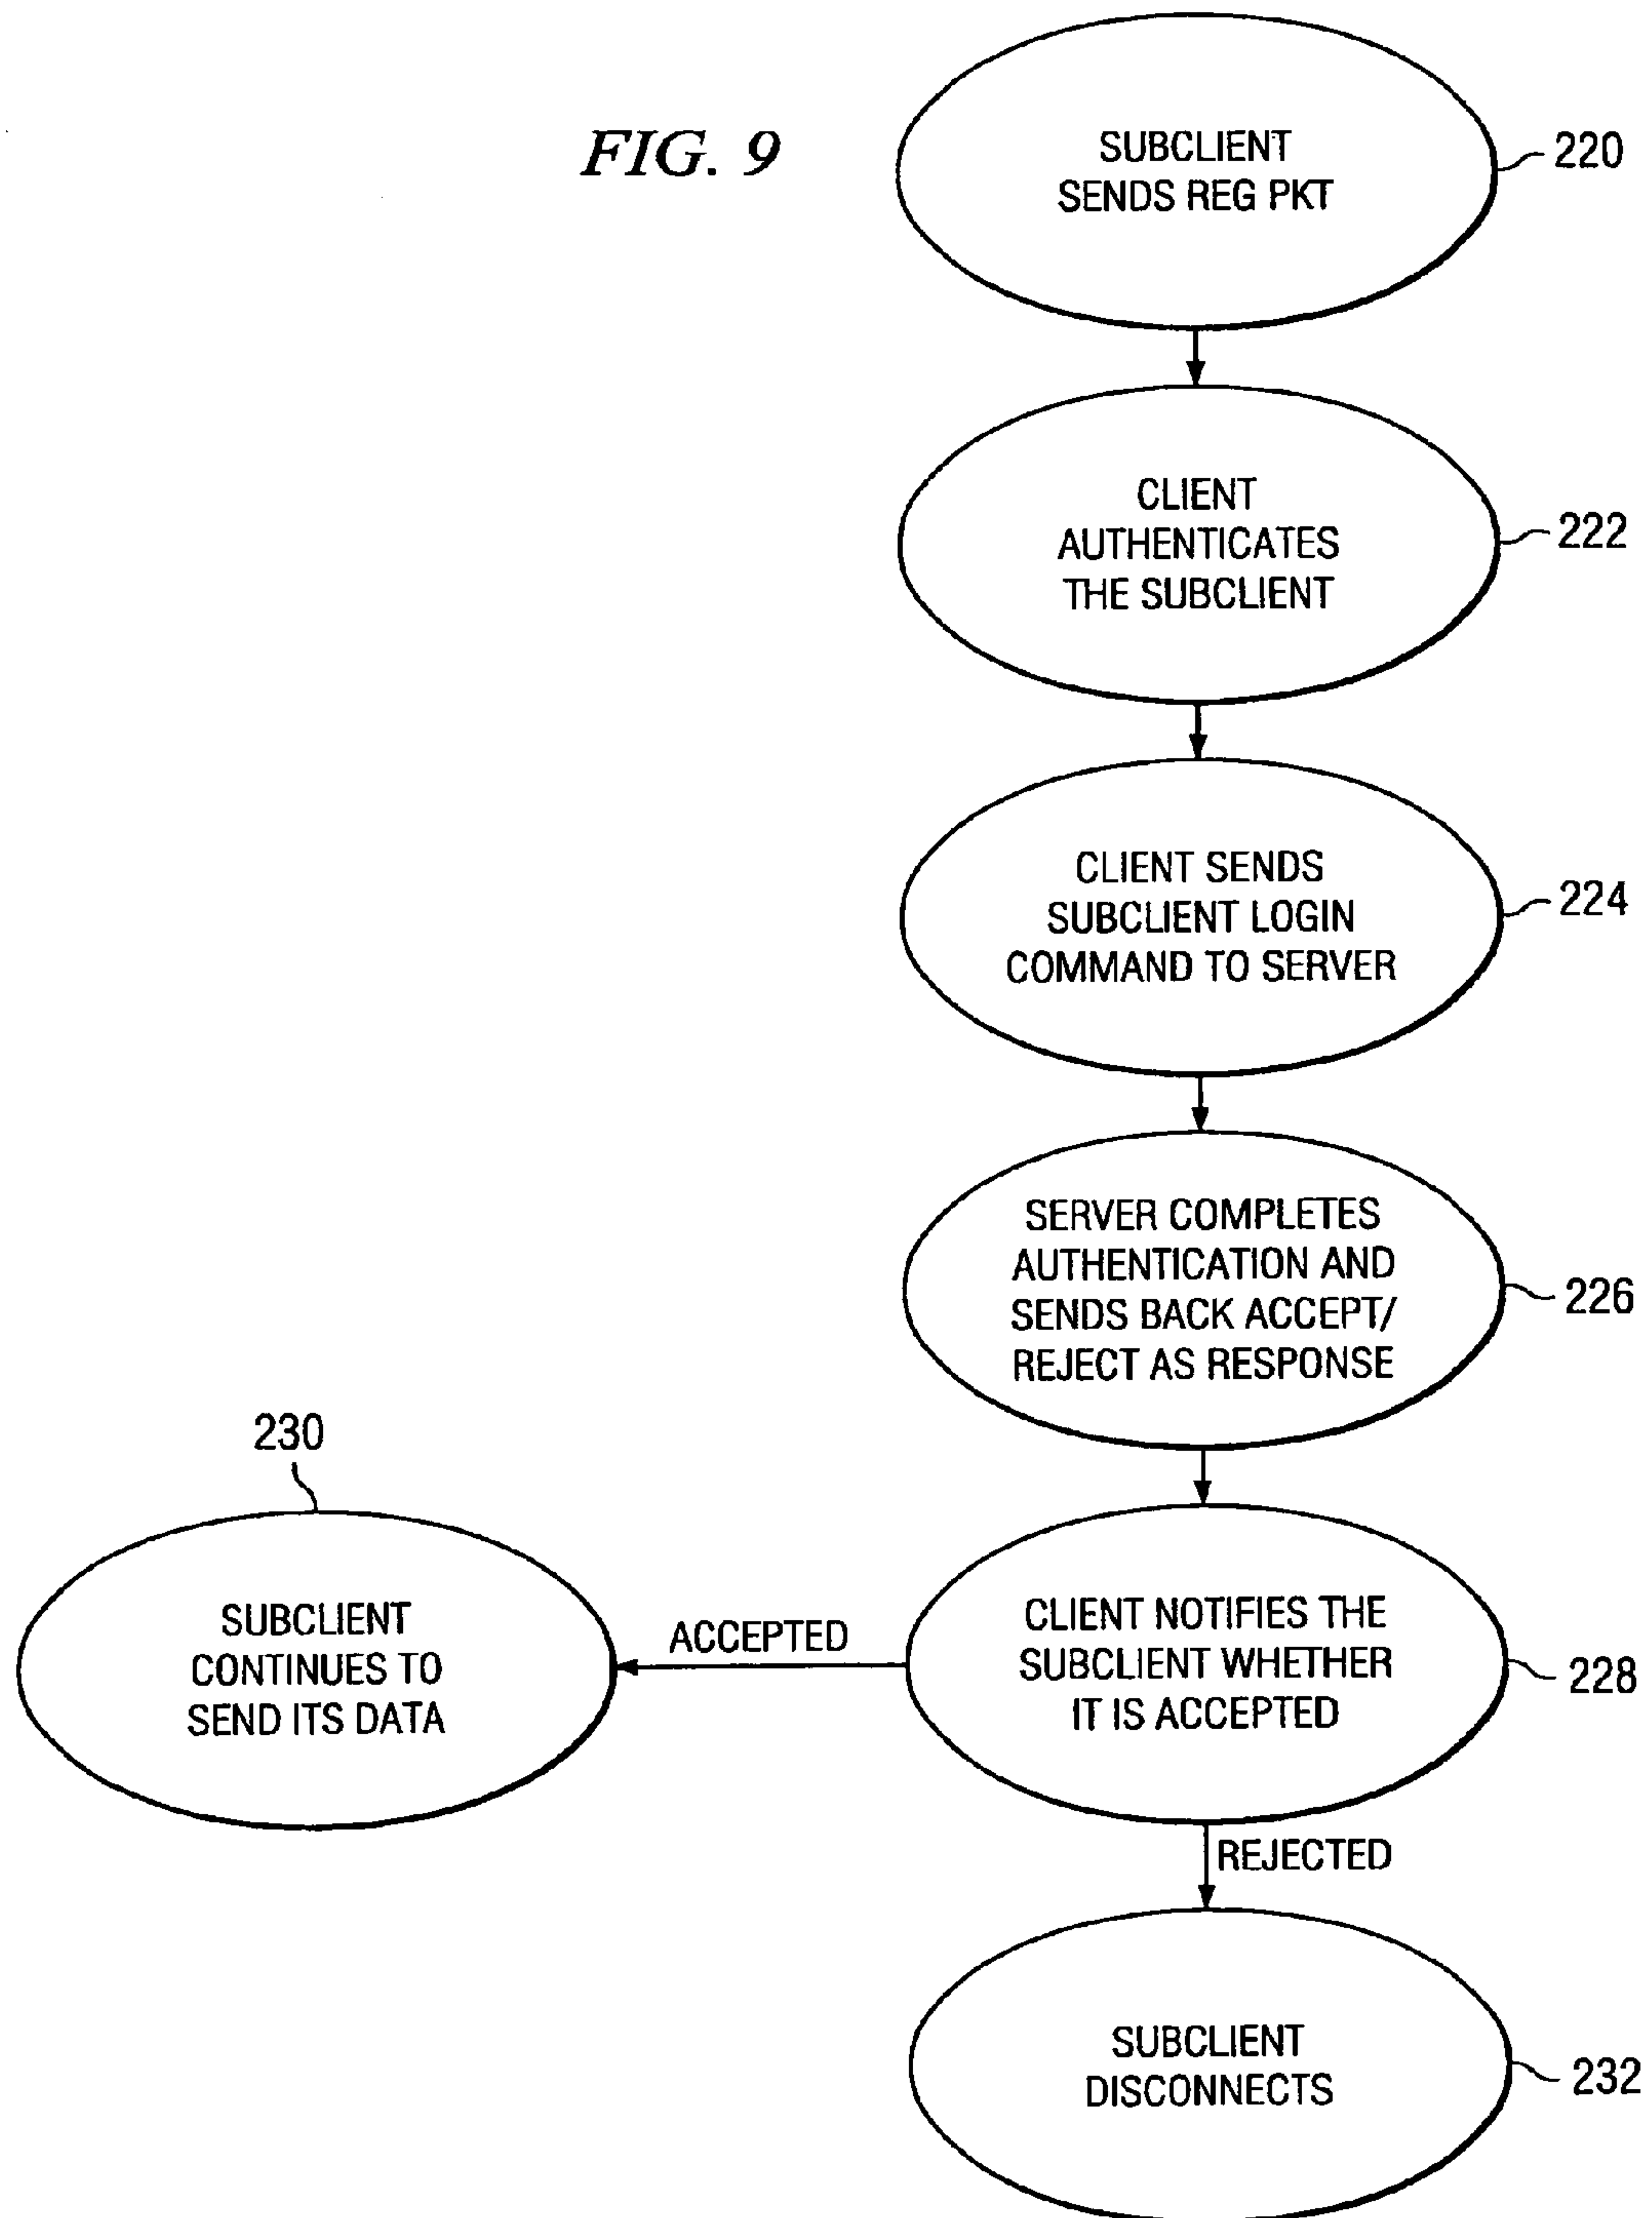 FIG. 9
SUBCLIENT
SENDS REG PKT
220
CLIENT
AUTHENTICATES
THE SUBCLIENT
222
CLIENT SENDS
SUBCLIENT LOGIN
COMMAND TO SERVER
224
SERVER COMPLETES
AUTHENTICATION AND
SENDS BACK ACCEPT/
REJECT AS RESPONSE
226
CLIENT NOTIFIES THE
SUBCLIENT WHETHER
IT IS ACCEPTED
228
ACCEPTED
230
SUBCLIENT
CONTINUES TO
SEND ITS DATA
REJECTED
SUBCLIENT
DISCONNECTS
232